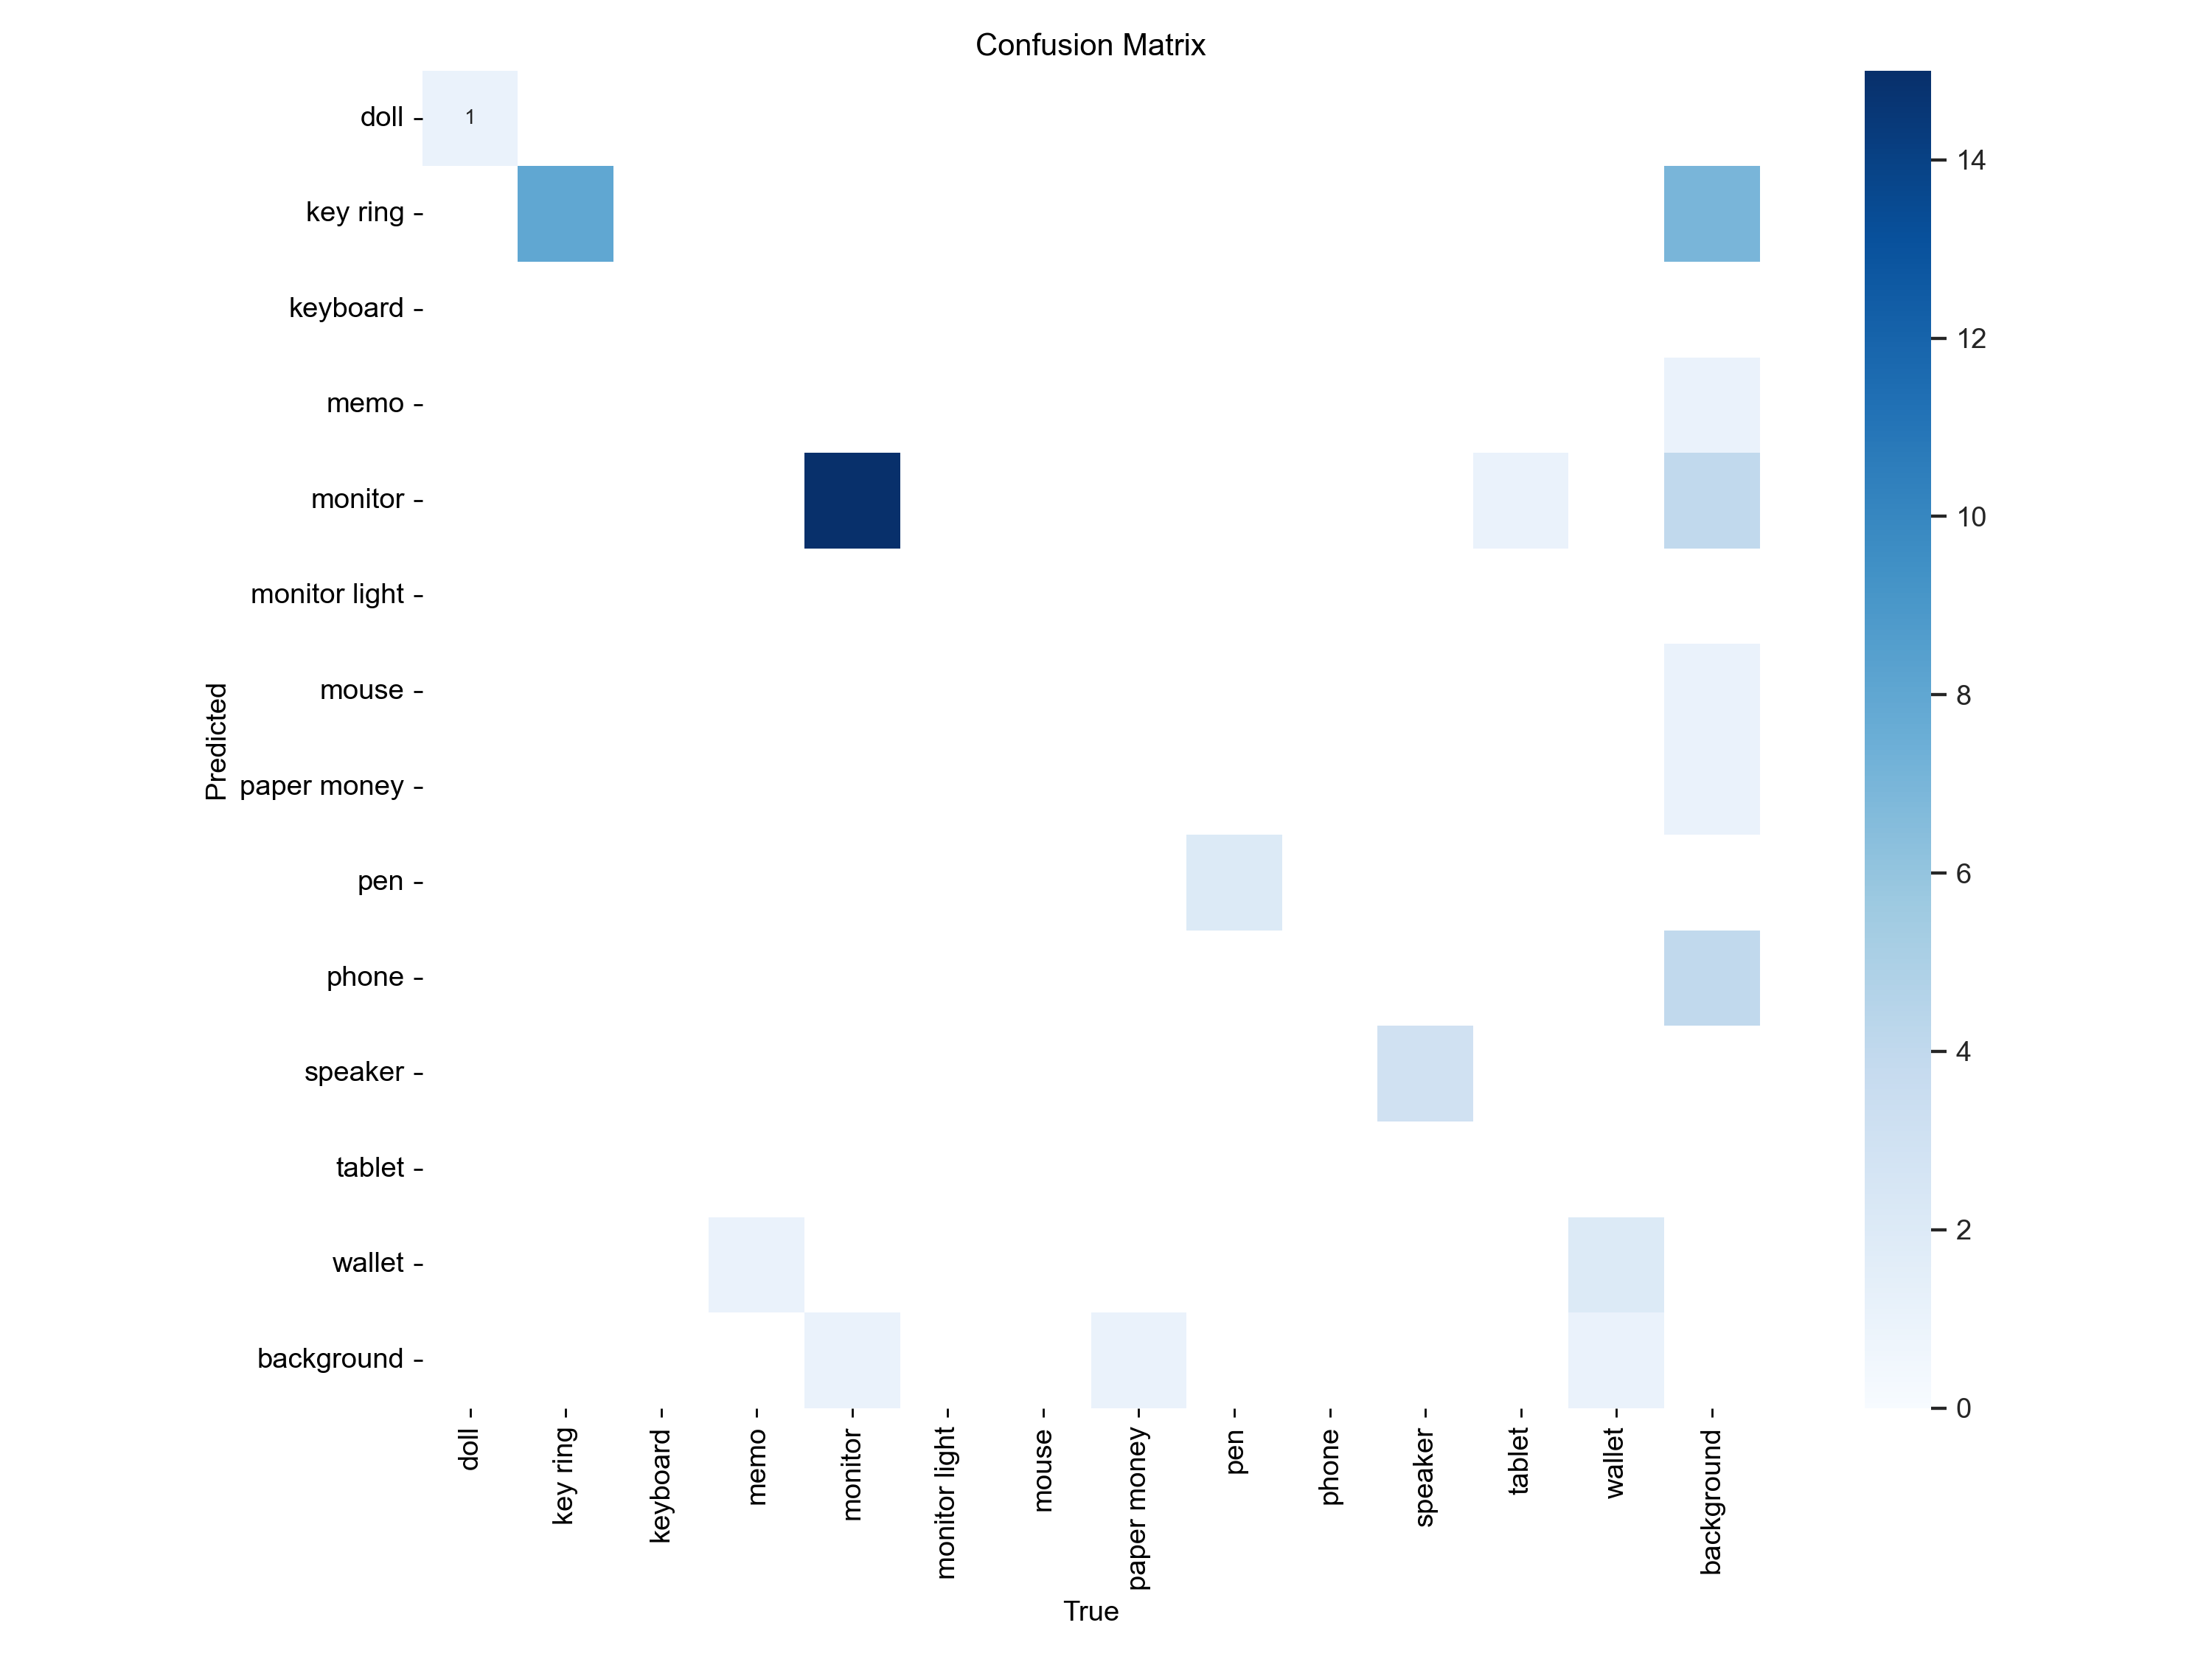 Confusion Matrix
Predicted
doll
1
key ring
keyboard
memo
monitor
monitor light
mouse
paper money
pen
phone
speaker
tablet
wallet
background
doll
key ring
keyboard
memo
monitor
monitor light
mouse
paper money
pen
phone
speaker
tablet
wallet
background
True
14
12
10
8
6
4
2
0